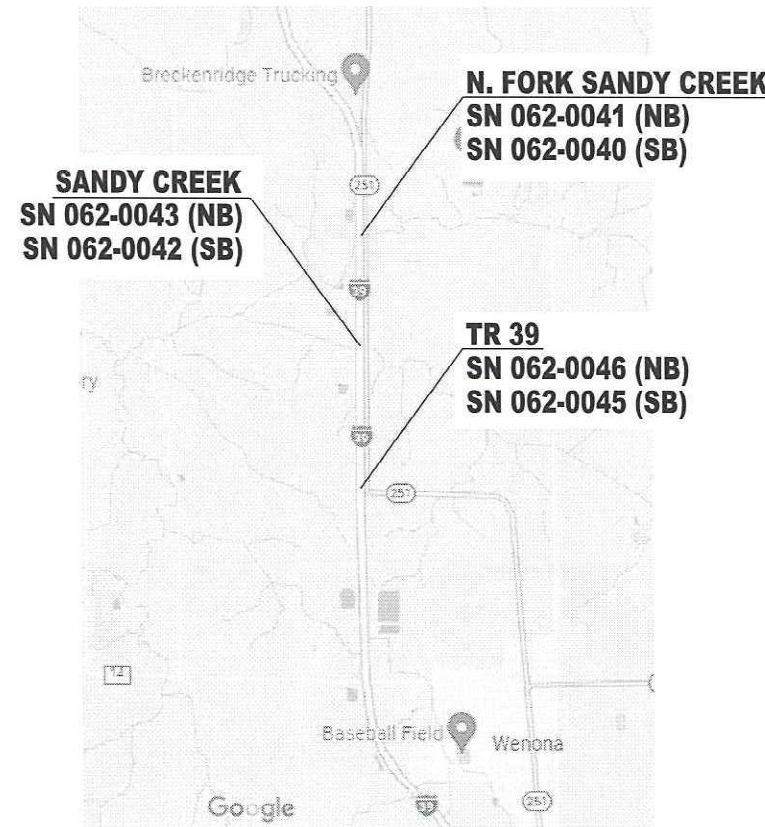 Breckenridge Trucking
N. FORK SANDY CREEK
SN 062-0041 (NB)
SN 062-0040 (SB)
251
SANDY CREEK
SN 062-0043 (NB)
SN 062-0042 (SB)
39
TR 39
SN 062-0046 (NB)
SN 062-0045 (SB)
ry
39
251
12
Baseball Field
Wenona
Google
251